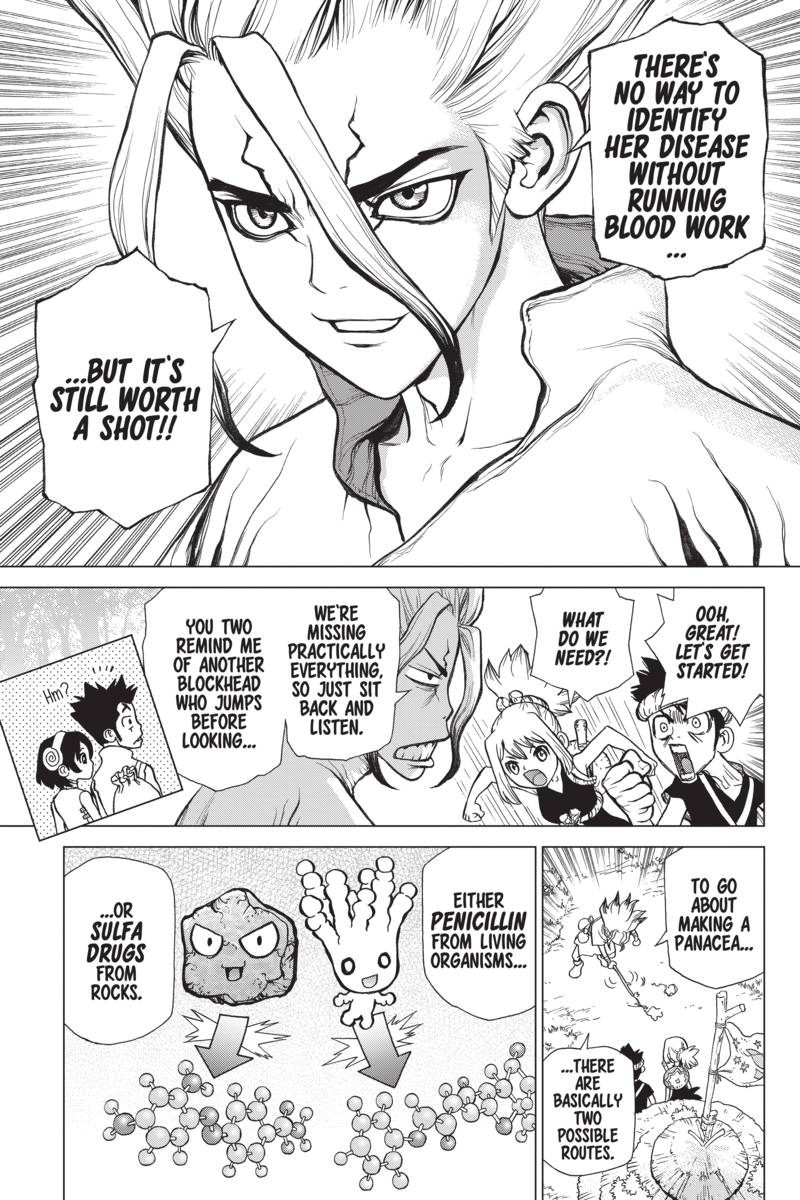 THERE'S
NO WAY TO
IDENTIFY
HER DISEASE
WITHOUT
RUNNING
BLOOD WORK
...
...BUT IT'S
STILL WORTH
A SHOT!!
OOH,
GREAT!
LET'S GET
STARTED!
WHAT
DO WE
NEED?!
WE'RE
MISSING
PRACTICALLY
EVERYTHING,
SO JUST SIT
BACK AND
LISTEN.
YOU TWO
REMIND ME
OF ANOTHER
BLOCKHEAD
WHO JUMPS
BEFORE
LOOKING...
Hm?
TO GO
ABOUT
MAKING A
PANACEA...
...THERE
ARE
BASICALLY
TWO
POSSIBLE
ROUTES.
EITHER
PENICILLIN
FROM LIVING
ORGANISMS...
...OR
SULFA
DRUGS
FROM
ROCKS.